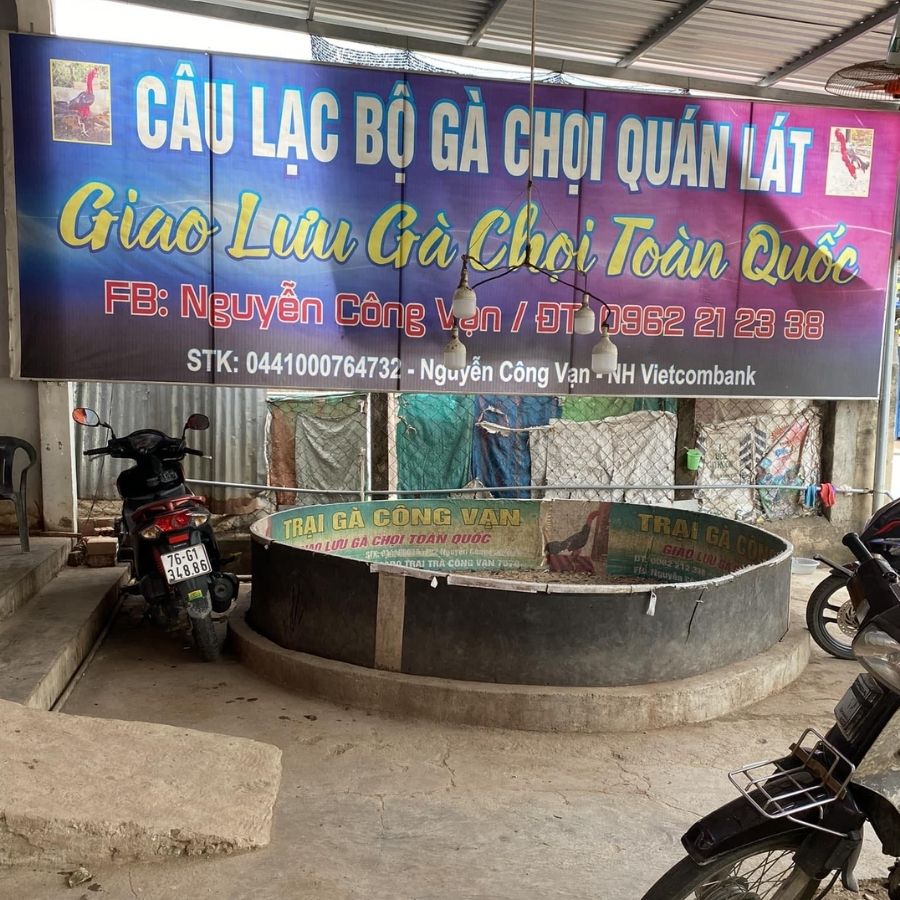 CÂU LẠC BỘ GÀ CHỌI QUÁN LÁT
Giao Lưu Gà Chọi Toàn Quốc
FB: Nguyễn Công Vạn / ĐT: 0962 21 23 38
STK: 0441000764732 - Nguyễn Công Vạn - NH Vietcombank
TRẠI GÀ CÔNG VẠN
GIAO LƯU GÀ CHỌI TOÀN QUỐC
TRẠI GÀ CÔNG
GIAO LƯU GÀ
76-G1
348.86